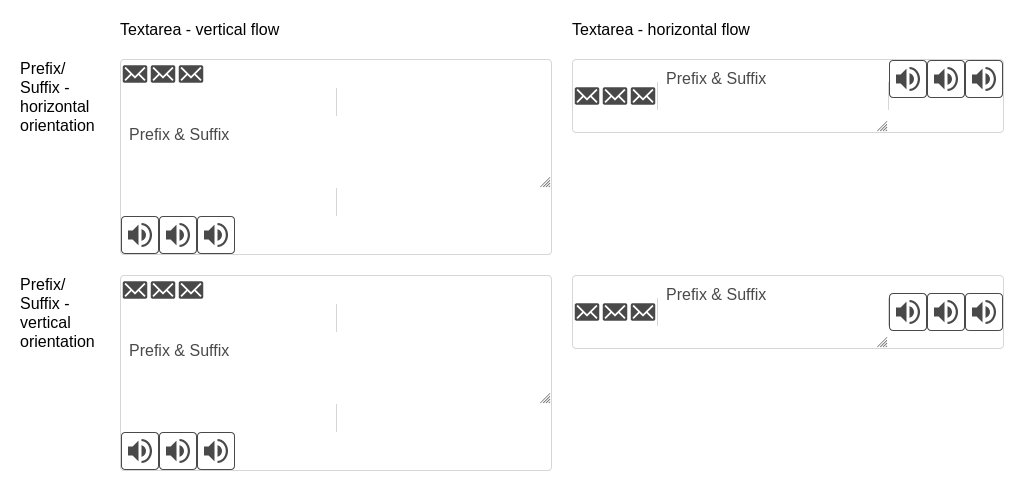 Textarea - vertical flow
Textarea - horizontal flow
Prefix/
Suffix -
horizontal
orientation
Prefix & Suffix
Prefix & Suffix
Prefix/
Suffix -
vertical
orientation
Prefix & Suffix
Prefix & Suffix